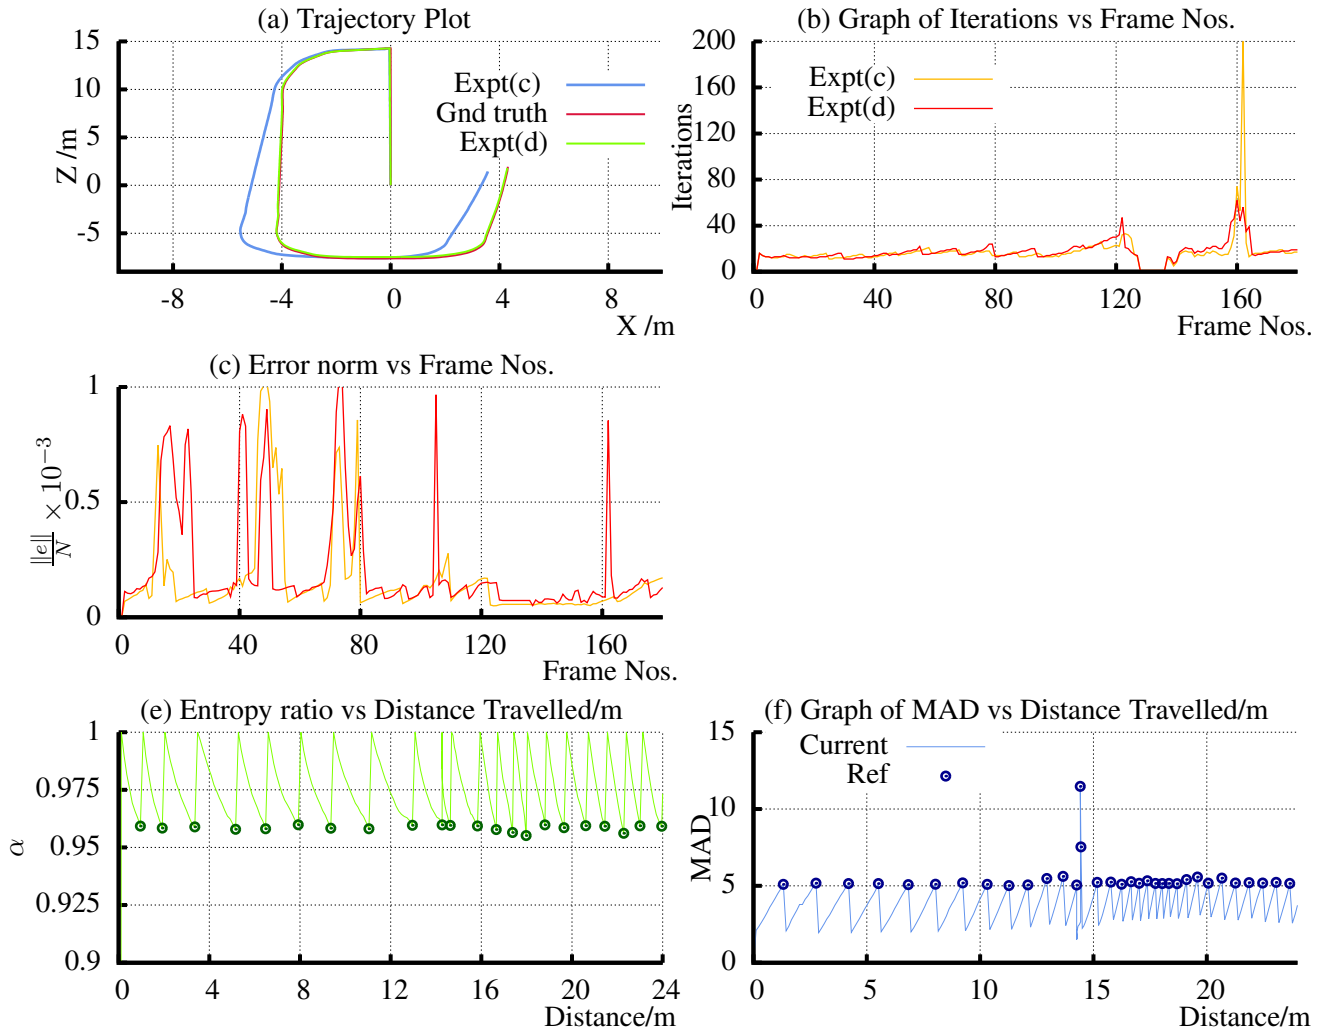 (a) Trajectory Plot
15
10
5
0
-5
Z /m
Expt(c)
Gnd truth
Expt(d)
-8 -4 0 4 8
X /m
(b) Graph of Iterations vs Frame Nos.
200
160
120
80
40
0
Iterations
Expt(c)
Expt(d)
0 40 80 120 160
Frame Nos.
(c) Error norm vs Frame Nos.
1
0.5
0
||e||/N × 10⁻³
0 40 80 120 160
Frame Nos.
(e) Entropy ratio vs Distance Travelled/m
1
0.975
0.95
0.925
0.9
α
0 4 8 12 16 20 24
Distance/m
(f) Graph of MAD vs Distance Travelled/m
15
10
5
0
MAD
Current
Ref
0 5 10 15 20
Distance/m